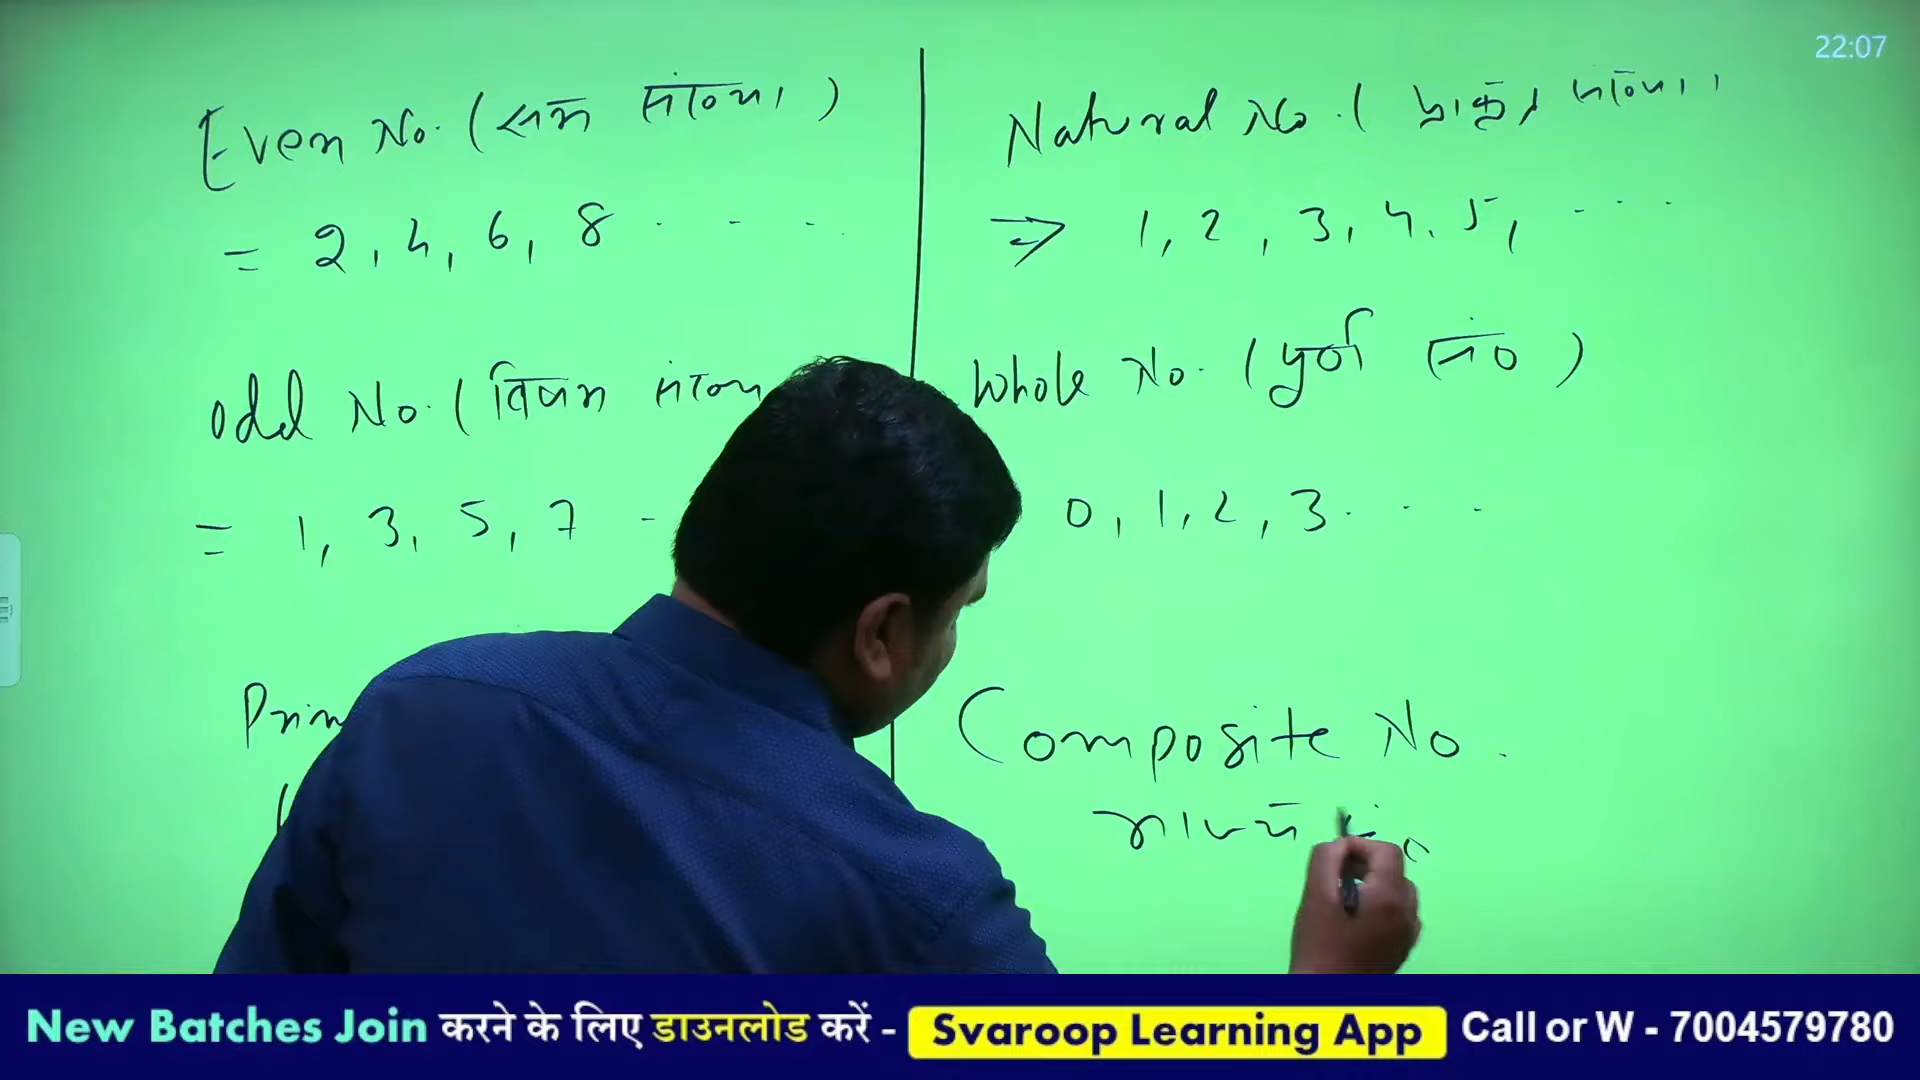 22:07
Even No. (सम संख्या)
= 2, 4, 6, 8 . - - .
Odd No. (विषम संख्या
= 1, 3, 5, 7 -
Prim
Natural No. ( प्राकृत संख्या
⇒ 1, 2, 3, 4, 5, - ...
Whole No. (पूर्ण सं०)
0, 1, 2, 3 . . .
Composite No.
New Batches Join करने के लिए डाउनलोड करें - Svaroop Learning App Call or W - 7004579780